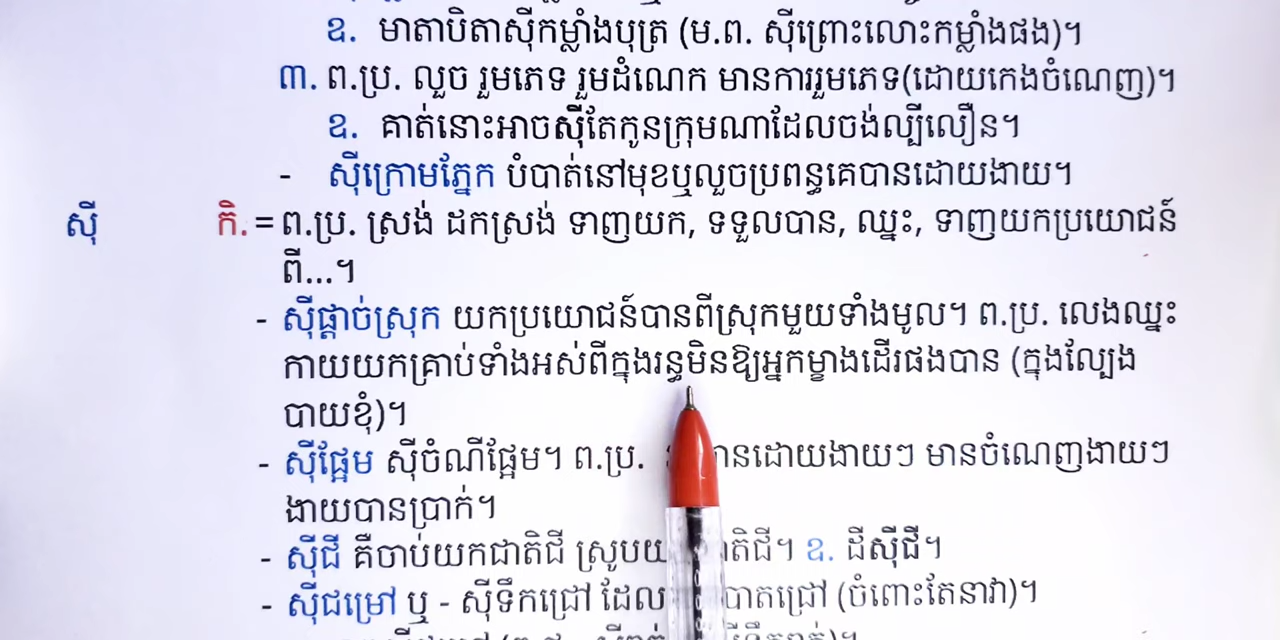 ឧ. មាតាបិតាស៊ីកម្លាំងបុត្រ (ម.ព. ស៊ីព្រោះលោះកម្លាំងផង)។
៣. ព.ប្រ. លួច រួមភេទ រួមដំណេក មានការរួមភេទ(ដោយកេងចំណេញ)។
ឧ. គាត់នោះអាចស៊ីតែកូនក្រុមណាដែលចង់ល្បីលឿន។
- ស៊ីក្រោមភ្នែក បំបាត់នៅមុខឬលួចប្រពន្ធគេបានដោយងាយ។
ស៊ី កិ. = ព.ប្រ. ស្រង់ ដកស្រង់ ទាញយក, ទទួលបាន, ឈ្នះ, ទាញយកប្រយោជន៍
ពី...។
- ស៊ីផ្តាច់ស្រុក យកប្រយោជន៍បានពីស្រុកមួយទាំងមូល។ ព.ប្រ. លេងឈ្នះ
កាយយកគ្រាប់ទាំងអស់ពីក្នុងរន្ធមិនឱ្យអ្នកម្ខាងដើរផងបាន (ក្នុងល្បែង
បាយខុំ)។
- ស៊ីផ្អែម ស៊ីចំណីផ្អែម។ ព.ប្រ. បានដោយងាយៗ មានចំណេញងាយៗ
ងាយបានប្រាក់។
- ស៊ីជី គឺចាប់យកជាតិជី ស្រូបយ តិជី។ ឧ. ដីស៊ីជី។
- ស៊ីជម្រៅ ឬ - ស៊ីទឹកជ្រៅ ដែល បាតជ្រៅ (ចំពោះតែនាវា)។